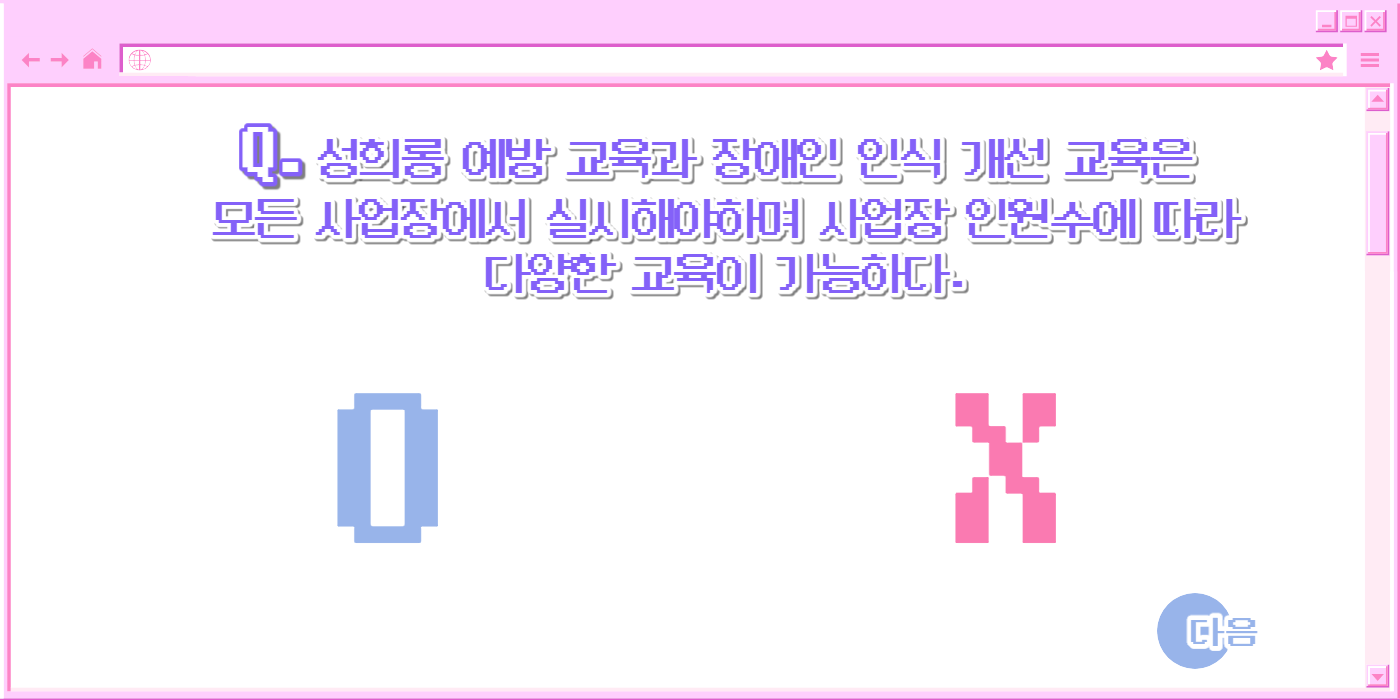 Q. 성희롱 예방 교육과 장애인 인식 개선 교육은
모든 사업장에서 실시해야하며 사업장 인원수에 따라
다양한 교육이 가능하다.
O X
다음